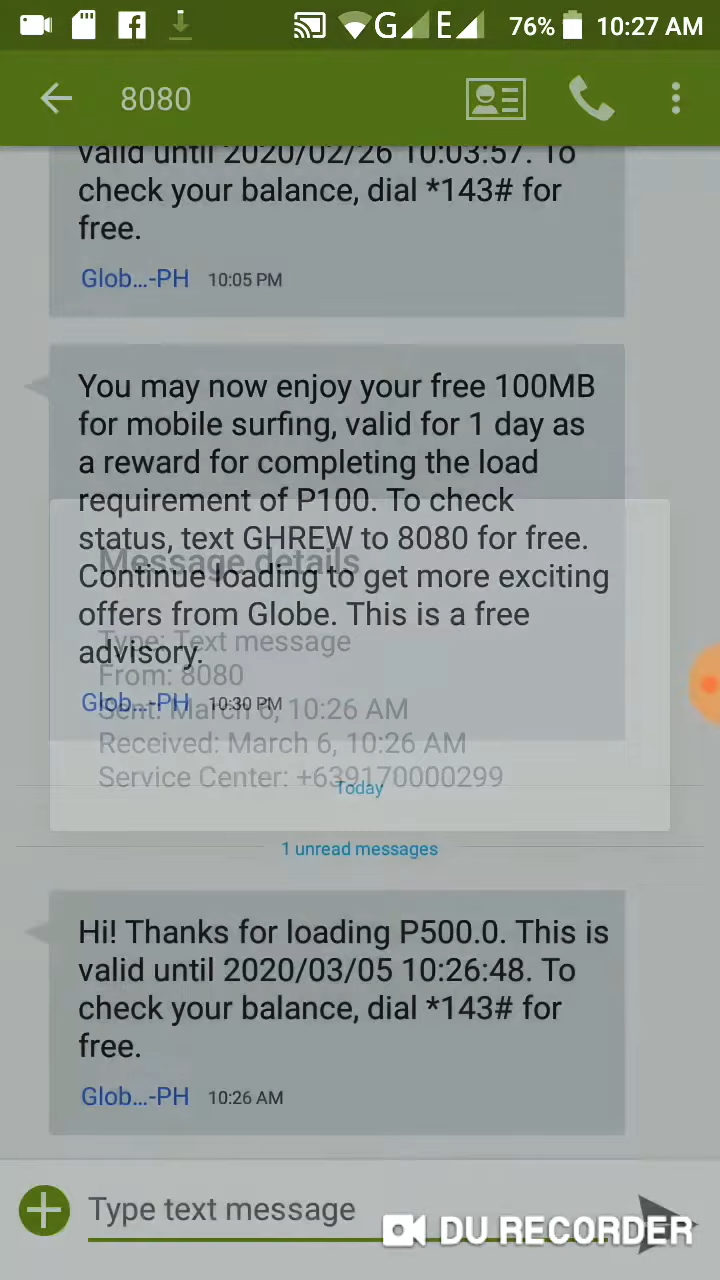 G E 76% 10:27 AM
8080
valid until 2020/02/26 10:03:57. To
check your balance, dial *143# for
free.
Glob...-PH 10:05 PM
You may now enjoy your free 100MB
for mobile surfing, valid for 1 day as
a reward for completing the load
requirement of P100. To check
status, text GHREW to 8080 for free.
Continue loading to get more exciting
offers from Globe. This is a free
advisory.
Glob...-PH 10:30 PM
Message details
Type: Text message
From: 8080
Sent: March 6, 10:26 AM
Received: March 6, 10:26 AM
Service Center: +639170000299
Today
1 unread messages
Hi! Thanks for loading P500.0. This is
valid until 2020/03/05 10:26:48. To
check your balance, dial *143# for
free.
Glob...-PH 10:26 AM
Type text message
DU RECORDER